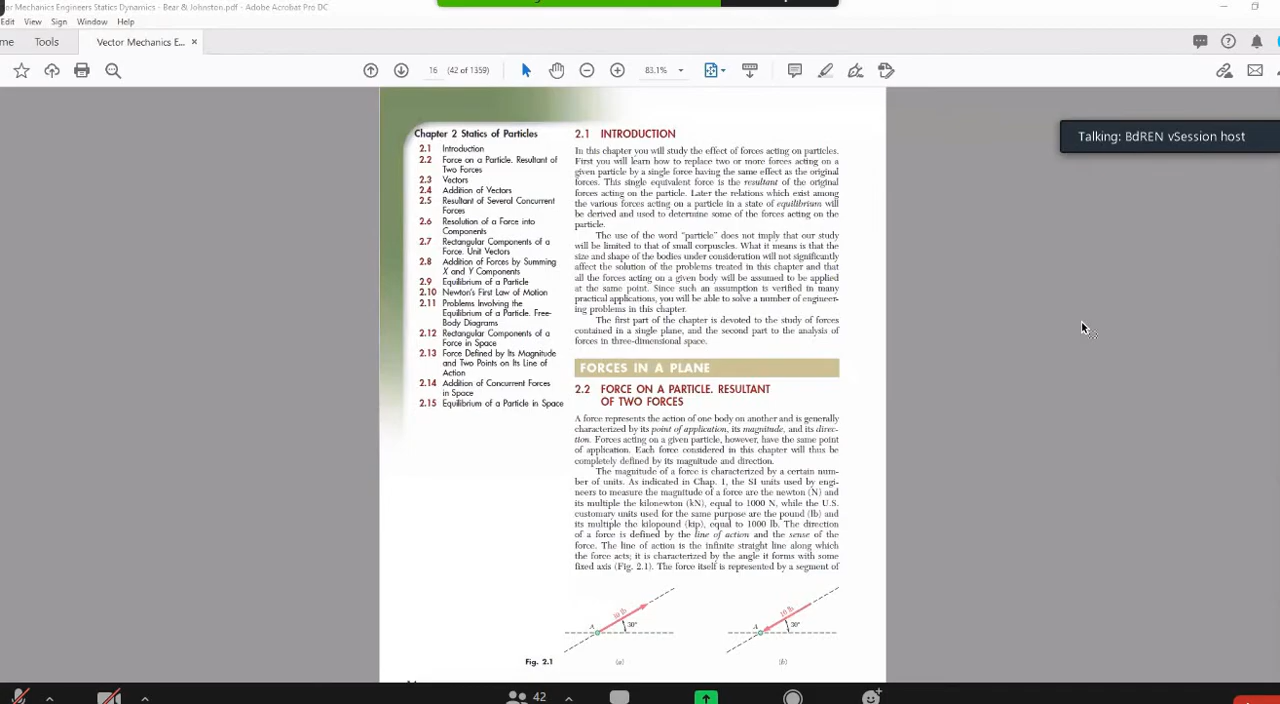 or Mechanics Engineers Statics Dynamics - Bear & Johnston.pdf - Adobe Acrobat Pro DC
Edit View Sign Window Help
me Tools Vector Mechanics E... ×
16 (42 of 1359) 83.1%
Talking: BdREN vSession host
Chapter 2 Statics of Particles
2.1 Introduction
2.2 Force on a Particle. Resultant of
Two Forces
2.3 Vectors
2.4 Addition of Vectors
2.5 Resultant of Several Concurrent
Forces
2.6 Resolution of a Force into
Components
2.7 Rectangular Components of a
Force. Unit Vectors
2.8 Addition of Forces by Summing
X and Y Components
2.9 Equilibrium of a Particle
2.10 Newton's First Law of Motion
2.11 Problems Involving the
Equilibrium of a Particle. Free-
Body Diagrams
2.12 Rectangular Components of a
Force in Space
2.13 Force Defined by Its Magnitude
and Two Points on Its Line of
Action
2.14 Addition of Concurrent Forces
in Space
2.15 Equilibrium of a Particle in Space
2.1 INTRODUCTION
In this chapter you will study the effect of forces acting on particles.
First you will learn how to replace two or more forces acting on a
given particle by a single force having the same effect as the original
forces. This single equivalent force is the resultant of the original
forces acting on the particle. Later the relations which exist among
the various forces acting on a particle in a state of equilibrium will
be derived and used to determine some of the forces acting on the
particle.
The use of the word “particle” does not imply that our study
will be limited to that of small corpuscles. What it means is that the
size and shape of the bodies under consideration will not significantly
affect the solution of the problems treated in this chapter and that
all the forces acting on a given body will be assumed to be applied
at the same point. Since such an assumption is verified in many
practical applications, you will be able to solve a number of engineer-
ing problems in this chapter.
The first part of the chapter is devoted to the study of forces
contained in a single plane, and the second part to the analysis of
forces in three-dimensional space.
FORCES IN A PLANE
2.2 FORCE ON A PARTICLE. RESULTANT
OF TWO FORCES
A force represents the action of one body on another and is generally
characterized by its point of application, its magnitude, and its direc-
tion. Forces acting on a given particle, however, have the same point
of application. Each force considered in this chapter will thus be
completely defined by its magnitude and direction.
The magnitude of a force is characterized by a certain num-
ber of units. As indicated in Chap. 1, the SI units used by engi-
neers to measure the magnitude of a force are the newton (N) and
its multiple the kilonewton (kN), equal to 1000 N, while the U.S.
customary units used for the same purpose are the pound (lb) and
its multiple the kilopound (kip), equal to 1000 lb. The direction
of a force is defined by the line of action and the sense of the
force. The line of action is the infinite straight line along which
the force acts; it is characterized by the angle it forms with some
fixed axis (Fig. 2.1). The force itself is represented by a segment of
10 lb 10 lb
A 30° A 30°
Fig. 2.1 (a) (b)
42